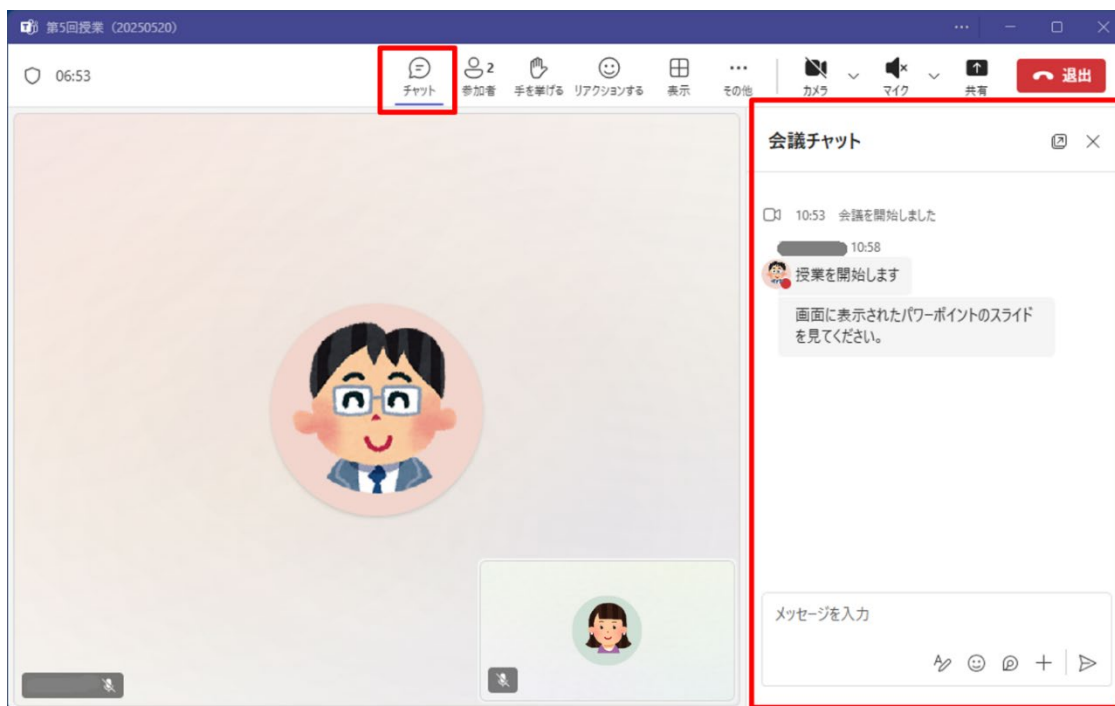 第5回授業（20250520）
06:53
チャット
2
参加者
手を挙げる
リアクションする
表示
その他
カメラ
マイク
共有
退出
会議チャット
10:53 会議を開始しました
10:58
授業を開始します
画面に表示されたパワーポイントのスライド
を見てください。
メッセージを入力